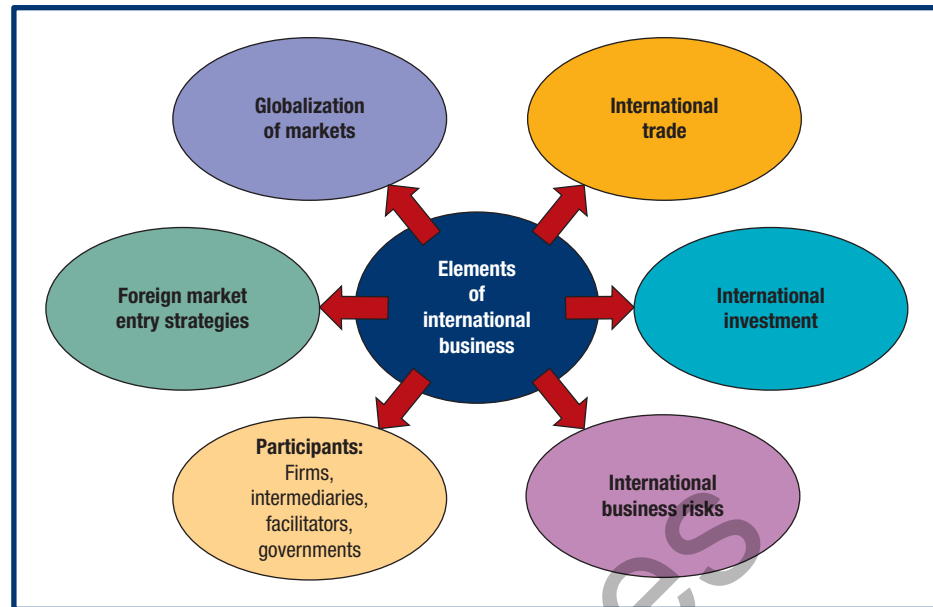 Globalization
of markets
International
trade
Elements
of
international
business
Foreign market
entry strategies
International
investment
Participants:
Firms,
intermediaries,
facilitators,
governments
International
business risks
es